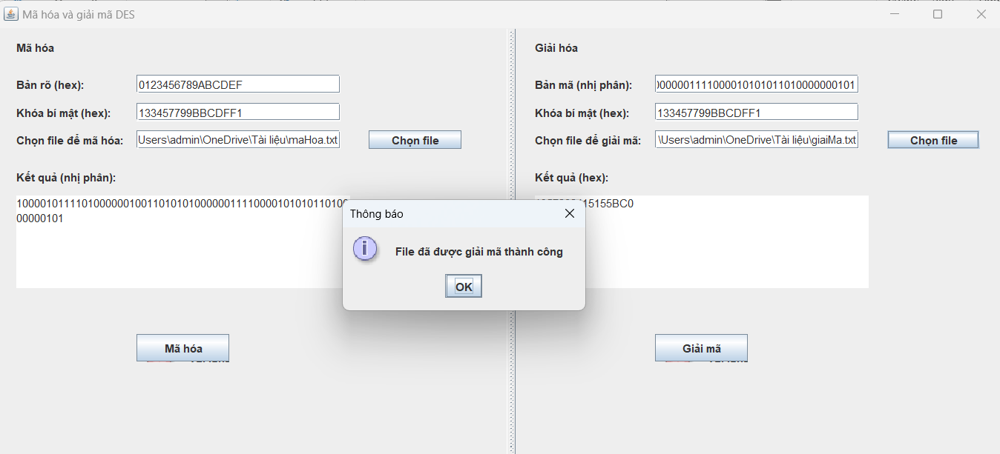 Mã hóa và giải mã DES
Mã hóa
Bản rõ (hex):
0123456789ABCDEF
Khóa bí mật (hex):
133457799BBCDFF1
Chọn file để mã hóa:
Users\admin\OneDrive\Tài liệu\maHoa.txt
Chọn file
Kết quả (nhị phân):
10000101111010000001001101010100000011110000101010110100
00000101
Mã hóa
Giải hóa
Bản mã (nhị phân):
0000001111000010101011010000000101
Khóa bí mật (hex):
133457799BBCDFF1
Chọn file để giải mã:
\Users\admin\OneDrive\Tài liệu\giaiMa.txt
Chọn file
Kết quả (hex):
15155BC0
Giải mã
Thông báo
File đã được giải mã thành công
OK